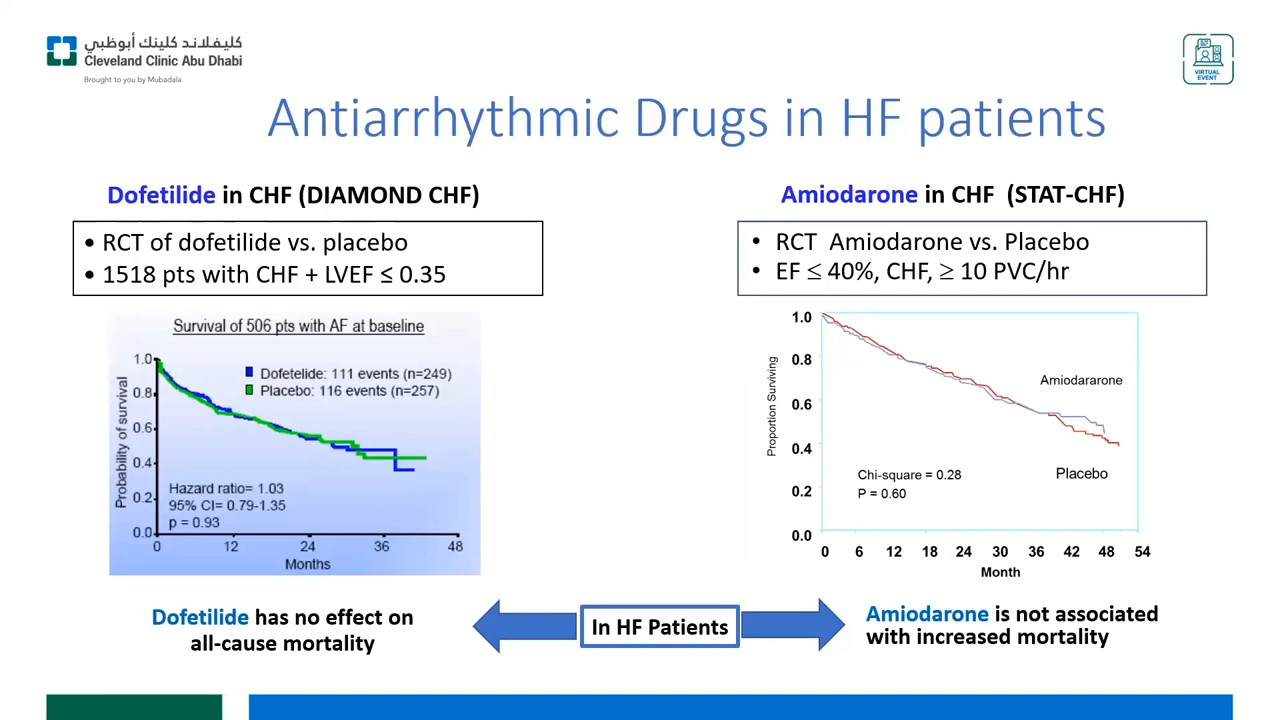 كليفلاند كلينك أبوظبي
Cleveland Clinic Abu Dhabi
Brought to you by Mubadala
VIRTUAL
EVENT
Antiarrhythmic Drugs in HF patients
Dofetilide in CHF (DIAMOND CHF)
• RCT of dofetilide vs. placebo
• 1518 pts with CHF + LVEF ≤ 0.35
Survival of 506 pts with AF at baseline
Dofetelide: 111 events (n=249)
Placebo: 116 events (n=257)
Probability of survival
1.0
0.8
0.6
0.4
0.2
0.0
Hazard ratio= 1.03
95% CI= 0.79-1.35
p = 0.93
0 12 24 36 48
Months
Dofetilide has no effect on
all-cause mortality
In HF Patients
Amiodarone in CHF (STAT-CHF)
• RCT Amiodarone vs. Placebo
• EF ≤ 40%, CHF, ≥ 10 PVC/hr
Proportion Surviving
1.0
0.8
0.6
0.4
0.2
0.0
Amiodararone
Placebo
Chi-square = 0.28
P = 0.60
0 6 12 18 24 30 36 42 48 54
Month
Amiodarone is not associated
with increased mortality